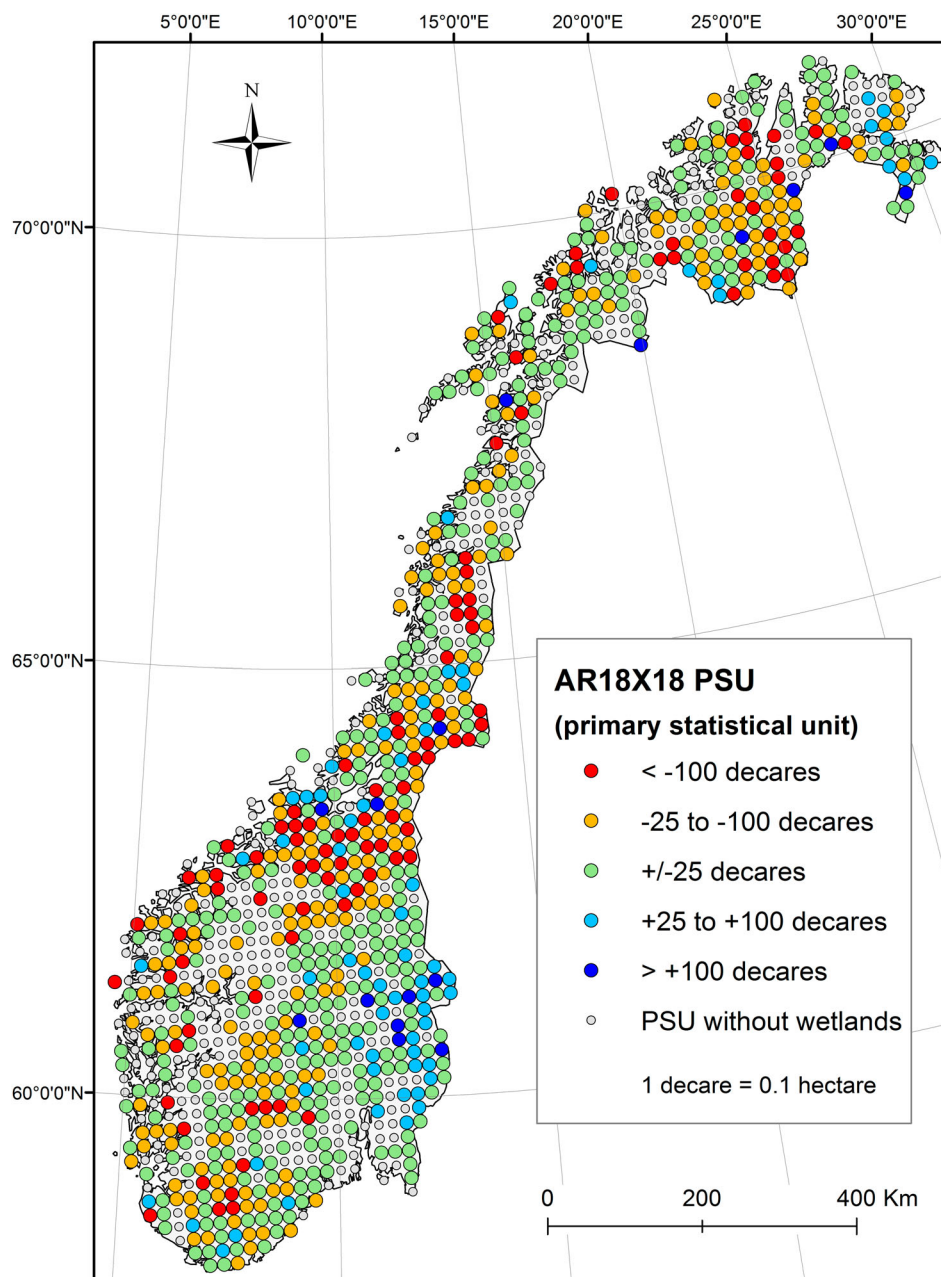 5°0'0"E 10°0'0"E 15°0'0"E 20°0'0"E 25°0'0"E 30°0'0"E
N
70°0'0"N
65°0'0"N
60°0'0"N
AR18X18 PSU
(primary statistical unit)
< -100 decares
-25 to -100 decares
+/-25 decares
+25 to +100 decares
> +100 decares
PSU without wetlands
1 decare = 0.1 hectare
0 200 400 Km